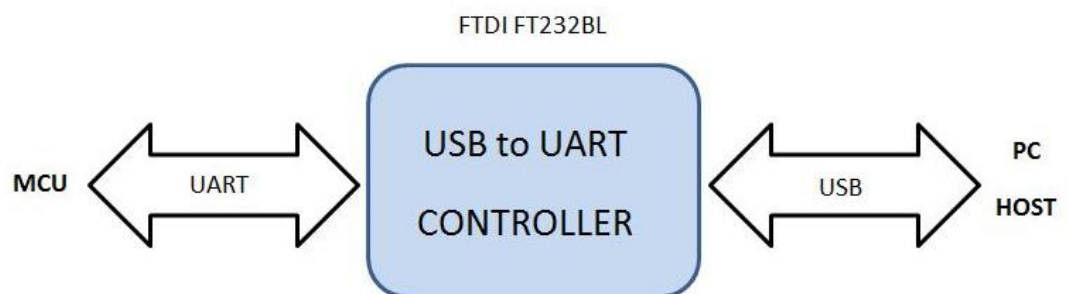 FTDI FT232BL
MCU
UART
USB to UART
CONTROLLER
USB
PC
HOST